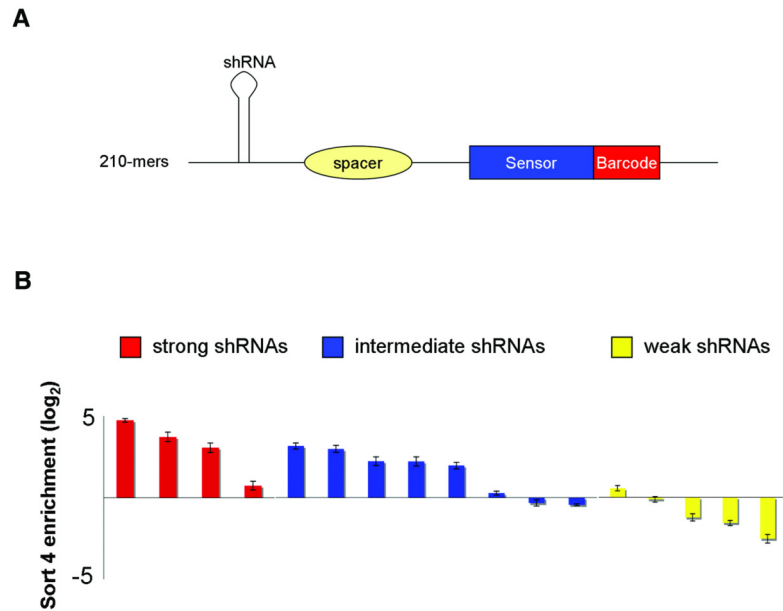 A
shRNA
210-mers
spacer
Sensor
Barcode
B
strong shRNAs
intermediate shRNAs
weak shRNAs
Sort 4 enrichment (log₂)
5
-5